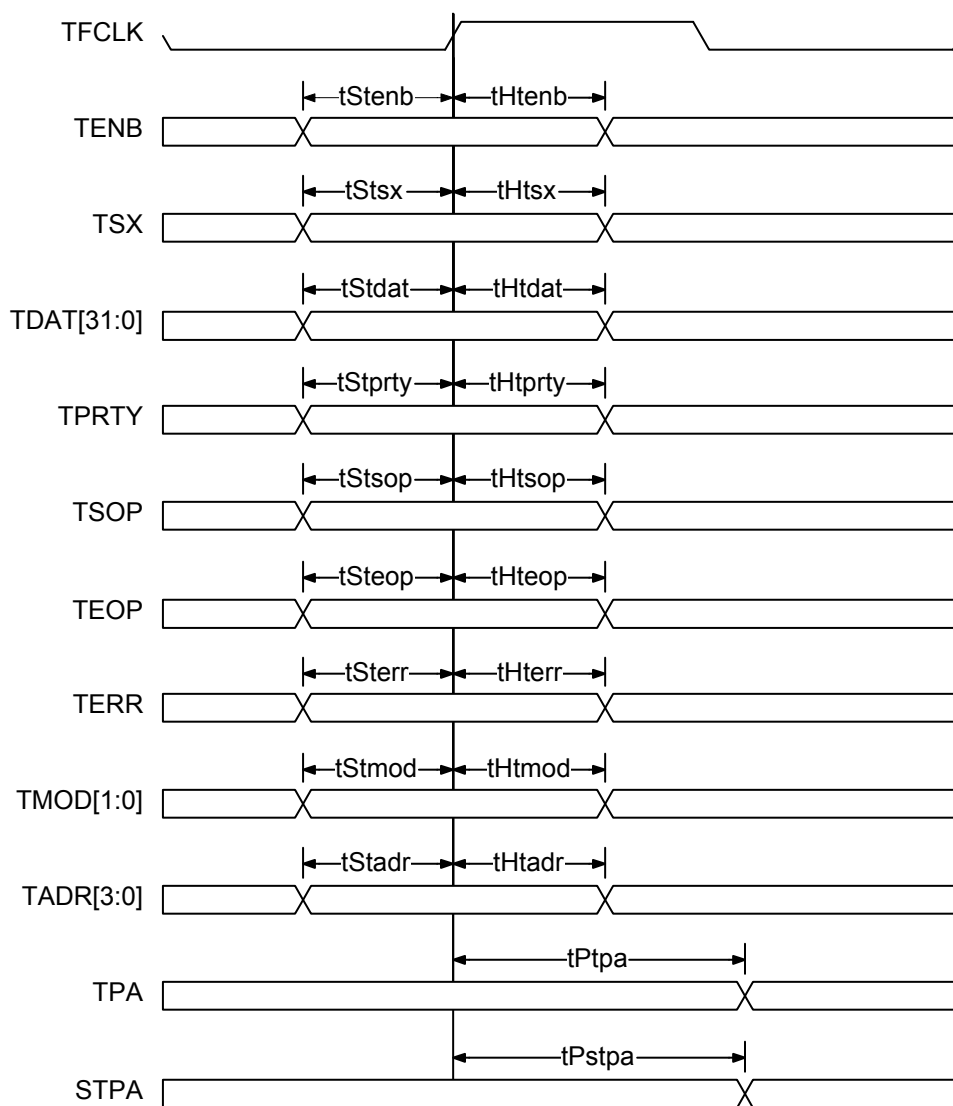 TFCLK
tStenb tHtenb
TENB
tStsx tHtsx
TSX
tStdat tHtdat
TDAT[31:0]
tStprty tHtprty
TPRTY
tStsop tHtsop
TSOP
tSteop tHteop
TEOP
tSterr tHterr
TERR
tStmod tHtmod
TMOD[1:0]
tStadr tHtadr
TADR[3:0]
tPtpa
TPA
tPstpa
STPA